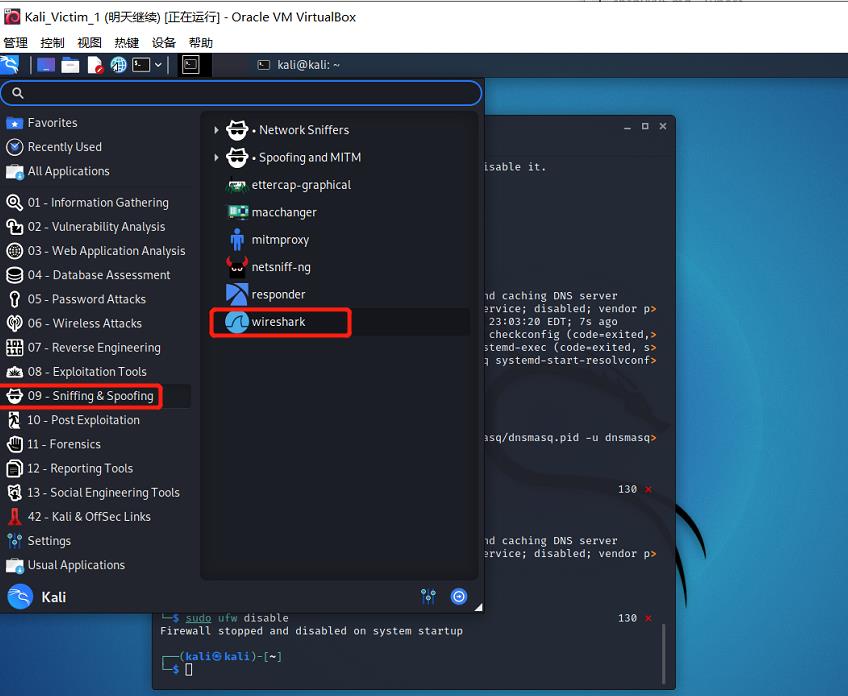 Kali_Victim_1 (明天继续) [正在运行] - Oracle VM VirtualBox
管理 控制 视图 热键 设备 帮助
kali@kali: ~
Favorites
Recently Used
All Applications
01 - Information Gathering
02 - Vulnerability Analysis
03 - Web Application Analysis
04 - Database Assessment
05 - Password Attacks
06 - Wireless Attacks
07 - Reverse Engineering
08 - Exploitation Tools
09 - Sniffing & Spoofing
10 - Post Exploitation
11 - Forensics
12 - Reporting Tools
13 - Social Engineering Tools
42 - Kali & OffSec Links
Settings
Usual Applications
Kali
• Network Sniffers
• Spoofing and MITM
ettercap-graphical
macchanger
mitmproxy
netsniff-ng
responder
wireshark
isable it.
nd caching DNS server
ervice; disabled; vendor p>
23:03:20 EDT; 7s ago
checkconfig (code=exited,>
stemd-exec (code=exited, s>
q systemd-start-resolvconf>
asq/dnsmasq.pid -u dnsmasq>
130 ⨯
nd caching DNS server
ervice; disabled; vendor p>
└─$ sudo ufw disable 130 ⨯
Firewall stopped and disabled on system startup
┌──(kali㉿kali)-[~]
└─$